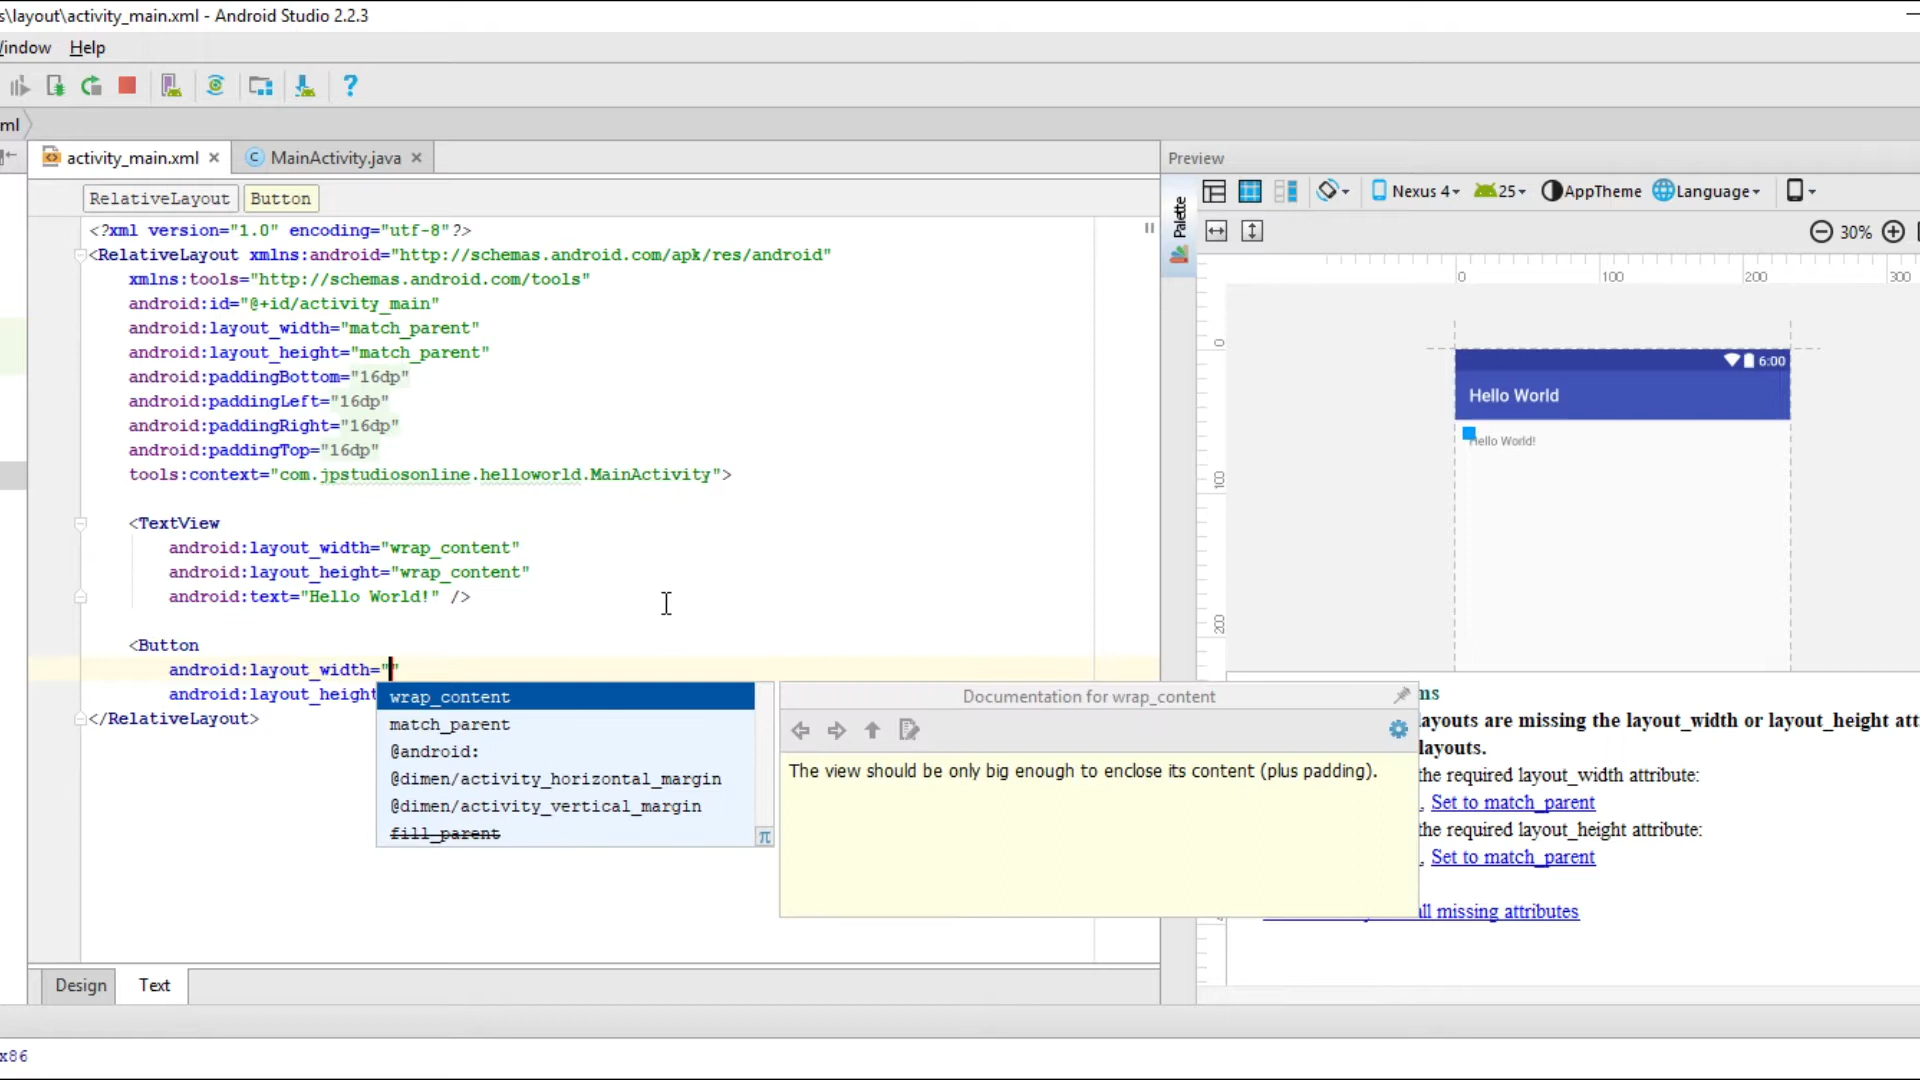 s\layout\activity_main.xml - Android Studio 2.2.3
indow Help
ml
activity_main.xml
MainActivity.java
Preview
RelativeLayout Button
Palette
Nexus 4 25 AppTheme Language
30%
0 100 200 300
0
100
200
<?xml version="1.0" encoding="utf-8"?>
<RelativeLayout xmlns:android="http://schemas.android.com/apk/res/android"
xmlns:tools="http://schemas.android.com/tools"
android:id="@+id/activity_main"
android:layout_width="match_parent"
android:layout_height="match_parent"
android:paddingBottom="16dp"
android:paddingLeft="16dp"
android:paddingRight="16dp"
android:paddingTop="16dp"
tools:context="com.jpstudiosonline.helloworld.MainActivity">
<TextView
android:layout_width="wrap_content"
android:layout_height="wrap_content"
android:text="Hello World!" />
<Button
android:layout_width=""
android:layout_height
</RelativeLayout>
wrap_content
match_parent
@android:
@dimen/activity_horizontal_margin
@dimen/activity_vertical_margin
fill_parent
π
Documentation for wrap_content
The view should be only big enough to enclose its content (plus padding).
6:00
Hello World
Hello World!
ms
ayouts are missing the layout_width or layout_height att
layouts.
the required layout_width attribute:
, Set to match_parent
the required layout_height attribute:
, Set to match_parent
all missing attributes
Design Text
x86